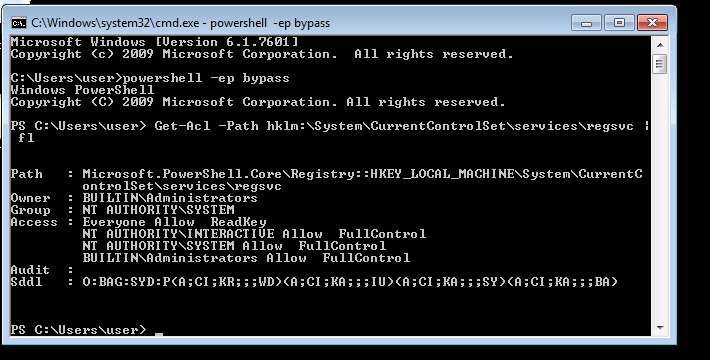 C:\Windows\system32\cmd.exe - powershell -ep bypass
Microsoft Windows [Version 6.1.7601]
Copyright (c) 2009 Microsoft Corporation.  All rights reserved.
C:\Users\user>powershell -ep bypass
Windows PowerShell
Copyright (C) 2009 Microsoft Corporation. All rights reserved.
PS C:\Users\user> Get-Acl -Path hklm:\System\CurrentControlSet\services\regsvc |
 fl
Path   : Microsoft.PowerShell.Core\Registry::HKEY_LOCAL_MACHINE\System\CurrentC
         ontrolSet\services\regsvc
Owner  : BUILTIN\Administrators
Group  : NT AUTHORITY\SYSTEM
Access : Everyone Allow  ReadKey
         NT AUTHORITY\INTERACTIVE Allow  FullControl
         NT AUTHORITY\SYSTEM Allow  FullControl
         BUILTIN\Administrators Allow  FullControl
Audit  :
Sddl   : O:BAG:SYD:P(A;CI;KR;;;WD)(A;CI;KA;;;IU)(A;CI;KA;;;SY)(A;CI;KA;;;BA)
PS C:\Users\user> _